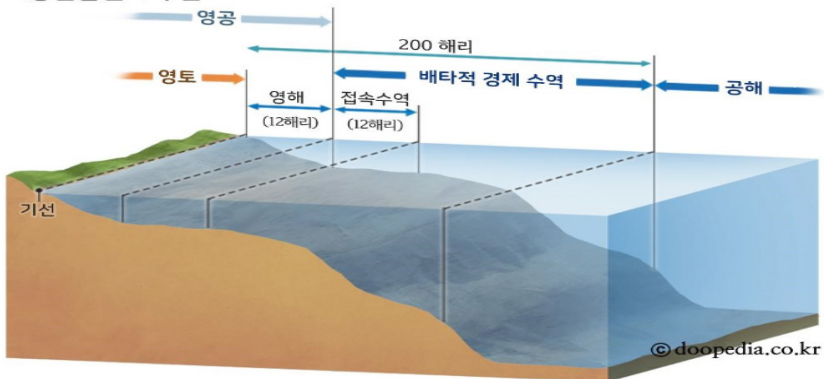 영공
200 해리
영토
배타적 경제 수역
공해
영해
(12해리)
접속수역
(12해리)
기선
© doopedia.co.kr